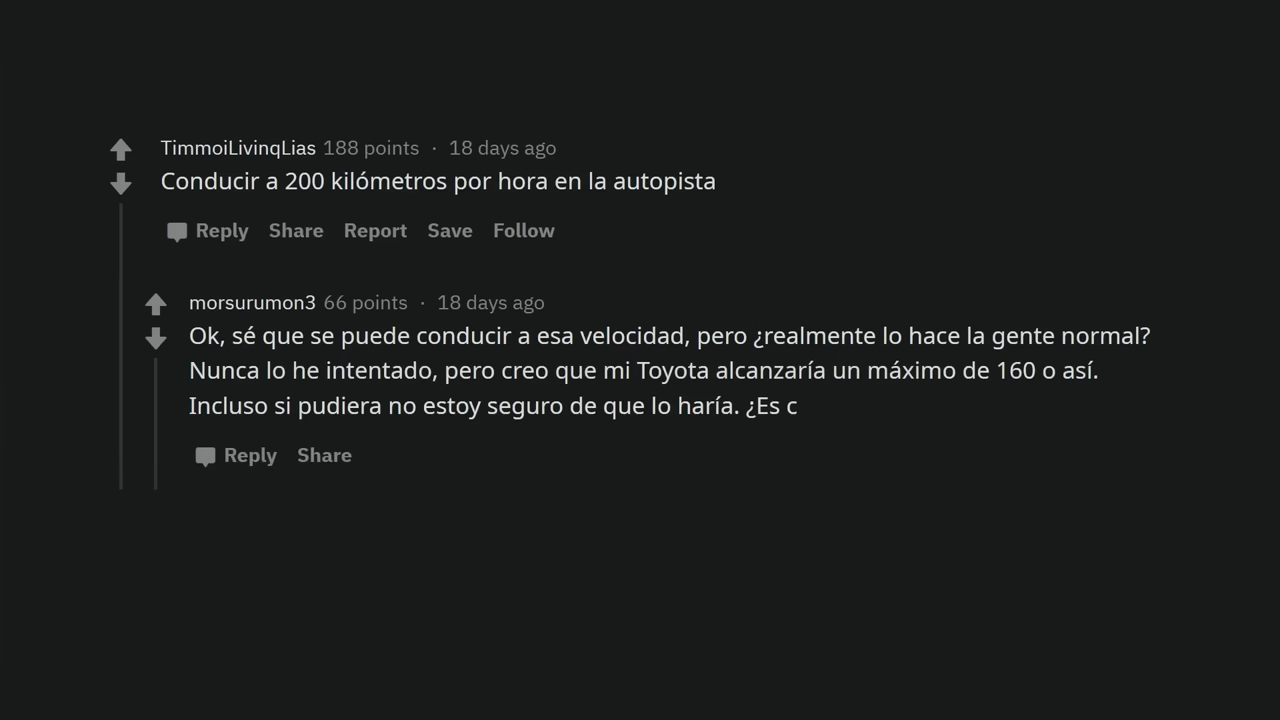 TimmoiLivinqLias 188 points · 18 days ago
Conducir a 200 kilómetros por hora en la autopista
Reply Share Report Save Follow
morsurumon3 66 points · 18 days ago
Ok, sé que se puede conducir a esa velocidad, pero ¿realmente lo hace la gente normal?
Nunca lo he intentado, pero creo que mi Toyota alcanzaría un máximo de 160 o así.
Incluso si pudiera no estoy seguro de que lo haría. ¿Es c
Reply Share